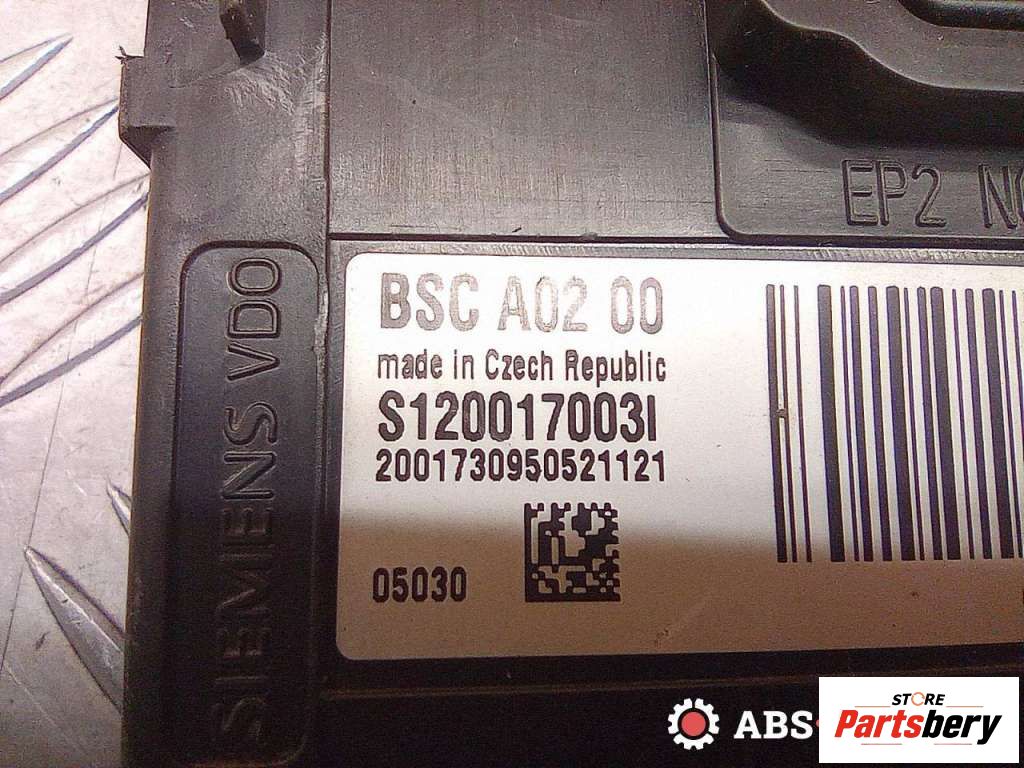 EP2
SIEMENS VDO
BSC A02 00
made in Czech Republic
S120017003I
2001730950521121
05030
ABS-
STORE
Partsbery